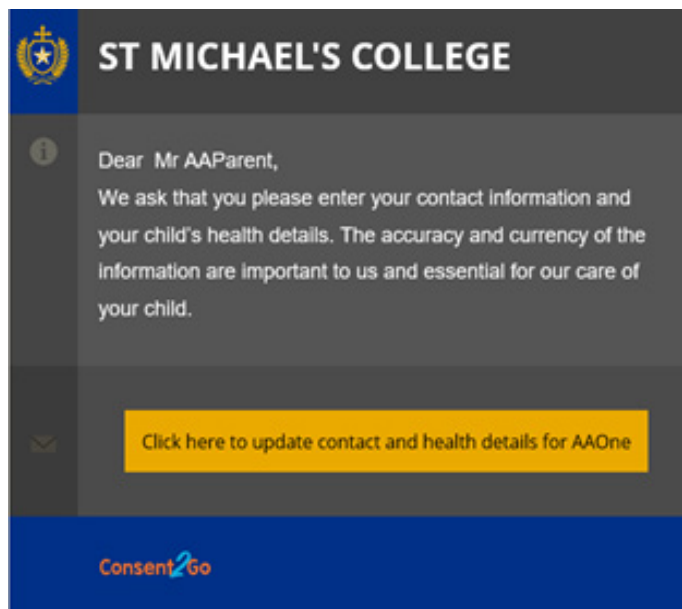 ST MICHAEL'S COLLEGE
Dear Mr AAParent,
We ask that you please enter your contact information and
your child's health details. The accuracy and currency of the
information are important to us and essential for our care of
your child.
Click here to update contact and health details for AAOne
Consent2Go